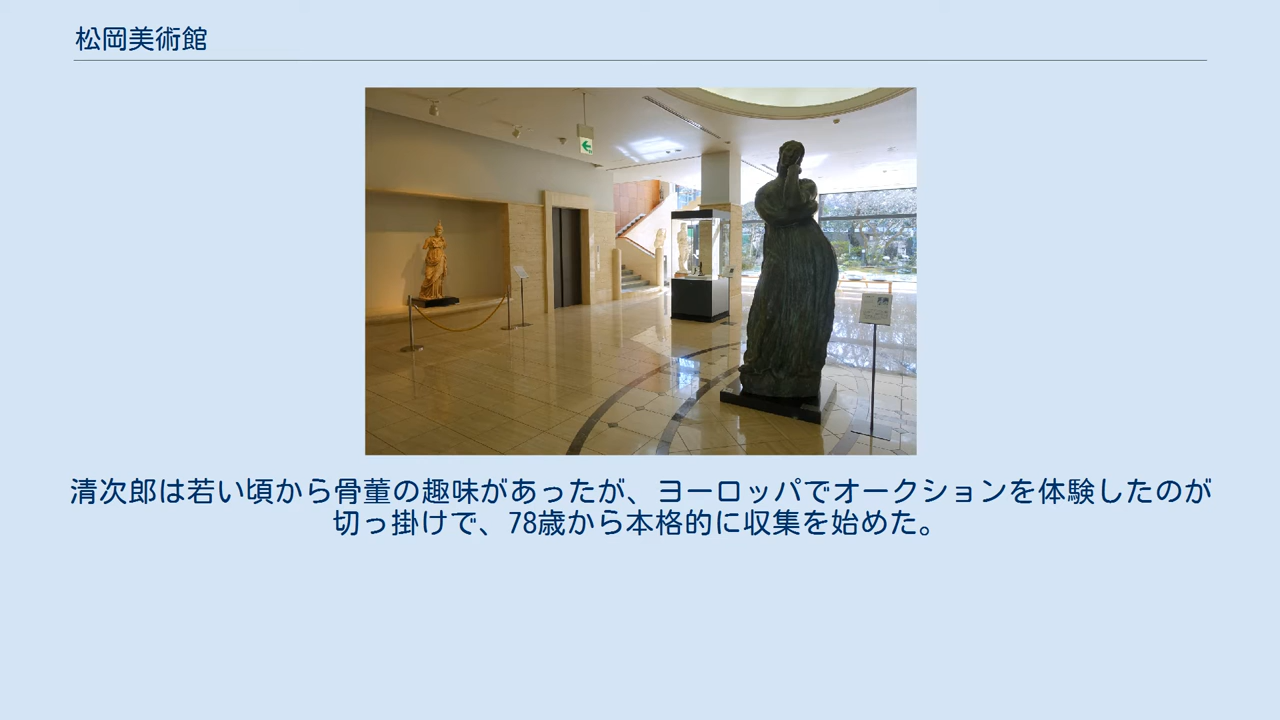 松岡美術館
清次郎は若い頃から骨董の趣味があったが、ヨーロッパでオークションを体験したのが
切っ掛けで、78歳から本格的に収集を始めた。